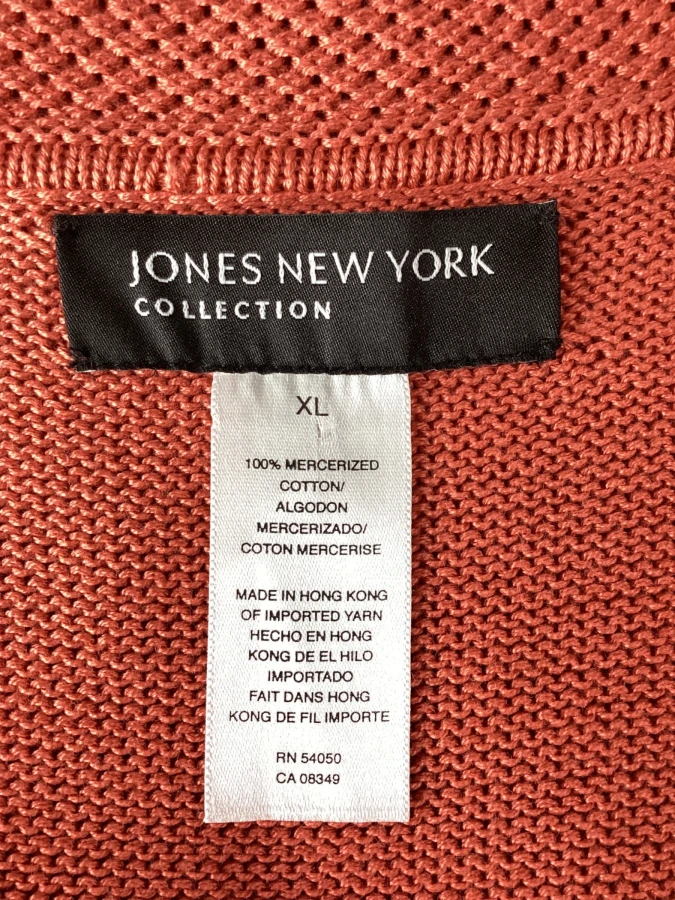 JONES NEW YORK
COLLECTION
XL
100% MERCERIZED
COTTON/
ALGODON
MERCERIZADO/
COTON MERCERISE
MADE IN HONG KONG
OF IMPORTED YARN
HECHO EN HONG
KONG DE EL HILO
IMPORTADO
FAIT DANS HONG
KONG DE FIL IMPORTE
RN 54050
CA 08349